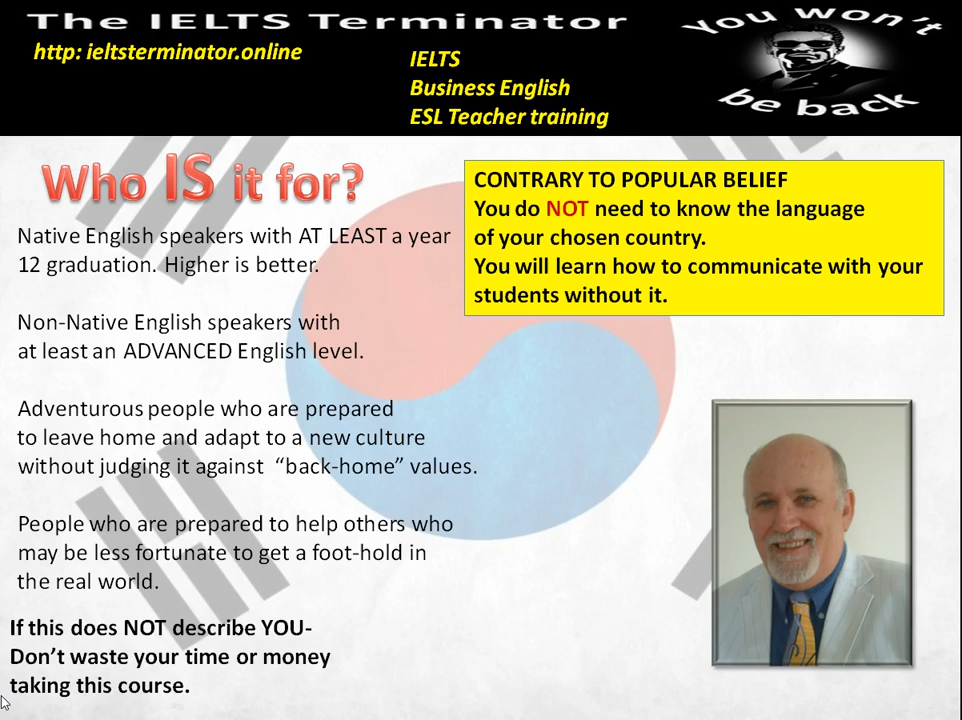 The IELTS Terminator
http: ieltsterminator.online
IELTS
Business English
ESL Teacher training
You won't
be back
Who IS it for?
Native English speakers with AT LEAST a year
12 graduation. Higher is better.
Non-Native English speakers with
at least an ADVANCED English level.
Adventurous people who are prepared
to leave home and adapt to a new culture
without judging it against “back-home” values.
People who are prepared to help others who
may be less fortunate to get a foot-hold in
the real world.
If this does NOT describe YOU-
Don’t waste your time or money
taking this course.
CONTRARY TO POPULAR BELIEF
You do NOT need to know the language
of your chosen country.
You will learn how to communicate with your
students without it.